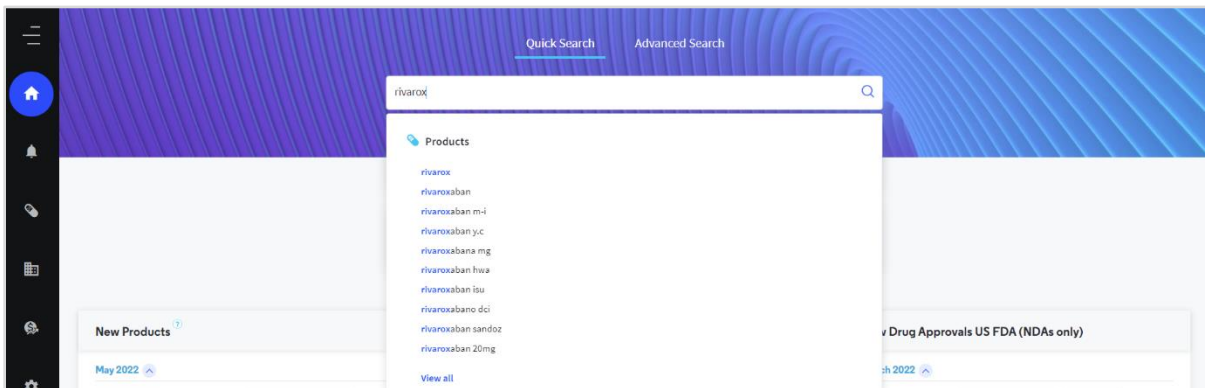 Quick Search
Advanced Search
rivarox
Products
rivarox
rivaroxaban
rivaroxaban m-i
rivaroxaban y.c
rivaroxabana mg
rivaroxaban hwa
rivaroxaban isu
rivaroxabano dci
rivaroxaban sandoz
rivaroxaban 20mg
View all
New Products ?
May 2022
Drug Approvals US FDA (NDAs only)
2022